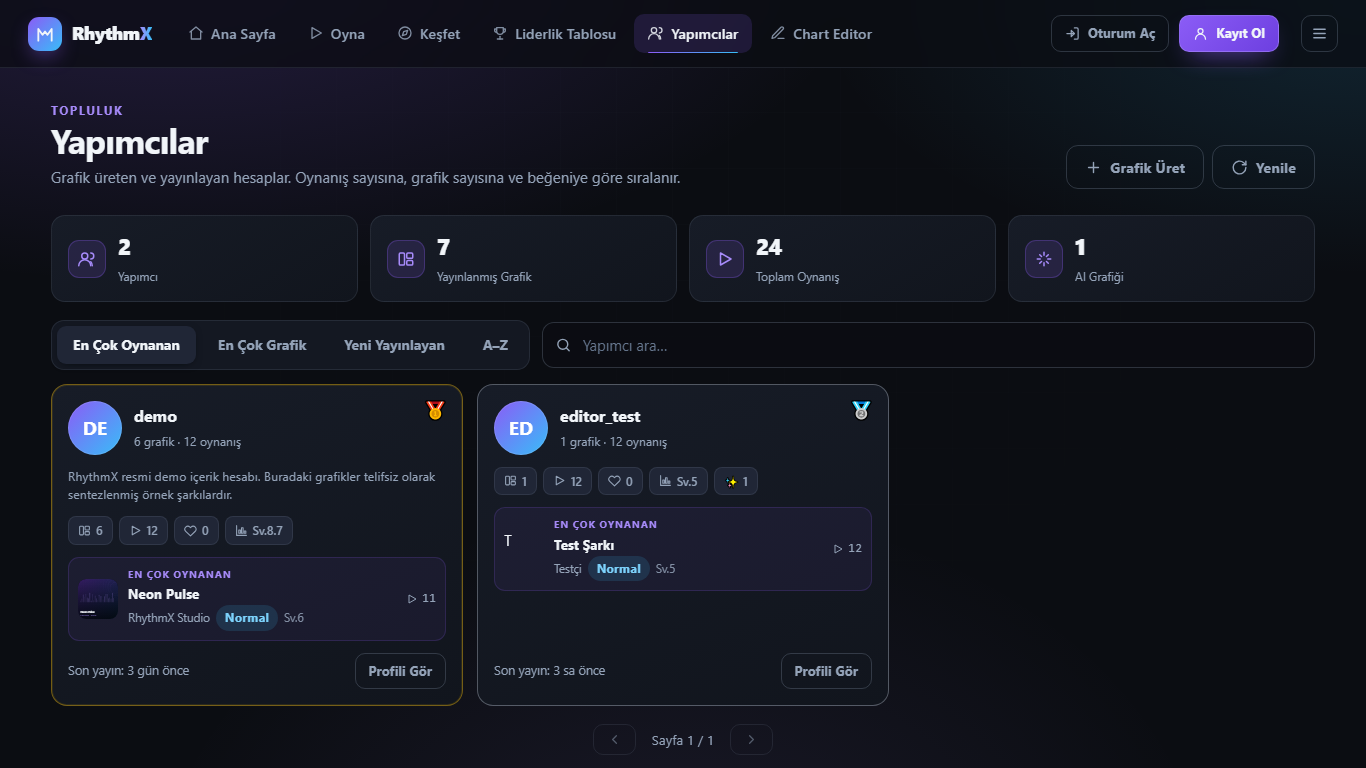 RhythmX
Ana Sayfa
Oyna
Keşfet
Liderlik Tablosu
Yapımcılar
Chart Editor
Oturum Aç
Kayıt Ol
TOPLULUK
Yapımcılar
Grafik üreten ve yayınlayan hesaplar. Oynanış sayısına, grafik sayısına ve beğeniye göre sıralanır.
Grafik Üret
Yenile
2
Yapımcı
7
Yayınlanmış Grafik
24
Toplam Oynanış
1
AI Grafiği
En Çok Oynanan
En Çok Grafik
Yeni Yayınlayan
A–Z
Yapımcı ara...
DE
demo
6 grafik · 12 oynanış
RhythmX resmi demo içerik hesabı. Buradaki grafikler telifsiz olarak
sentezlenmiş örnek şarkılardır.
6
12
0
Sv.8.7
EN ÇOK OYNANAN
Neon Pulse
RhythmX Studio Normal Sv.6
11
Son yayın: 3 gün önce
Profili Gör
ED
editor_test
1 grafik · 12 oynanış
1
12
0
Sv.5
1
T
EN ÇOK OYNANAN
Test Şarkı
Testçi Normal Sv.5
12
Son yayın: 3 sa önce
Profili Gör
Sayfa 1 / 1